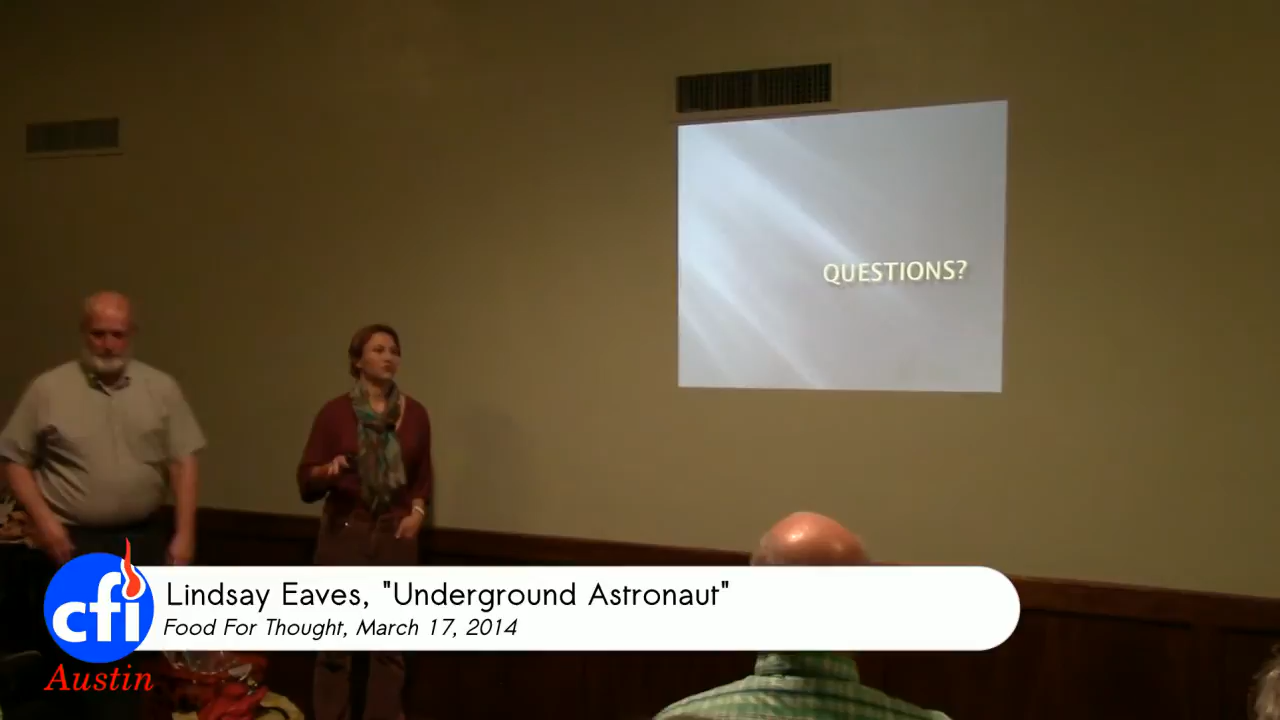 QUESTIONS?
Lindsay Eaves, "Underground Astronaut"
Food For Thought, March 17, 2014
cfi
Austin